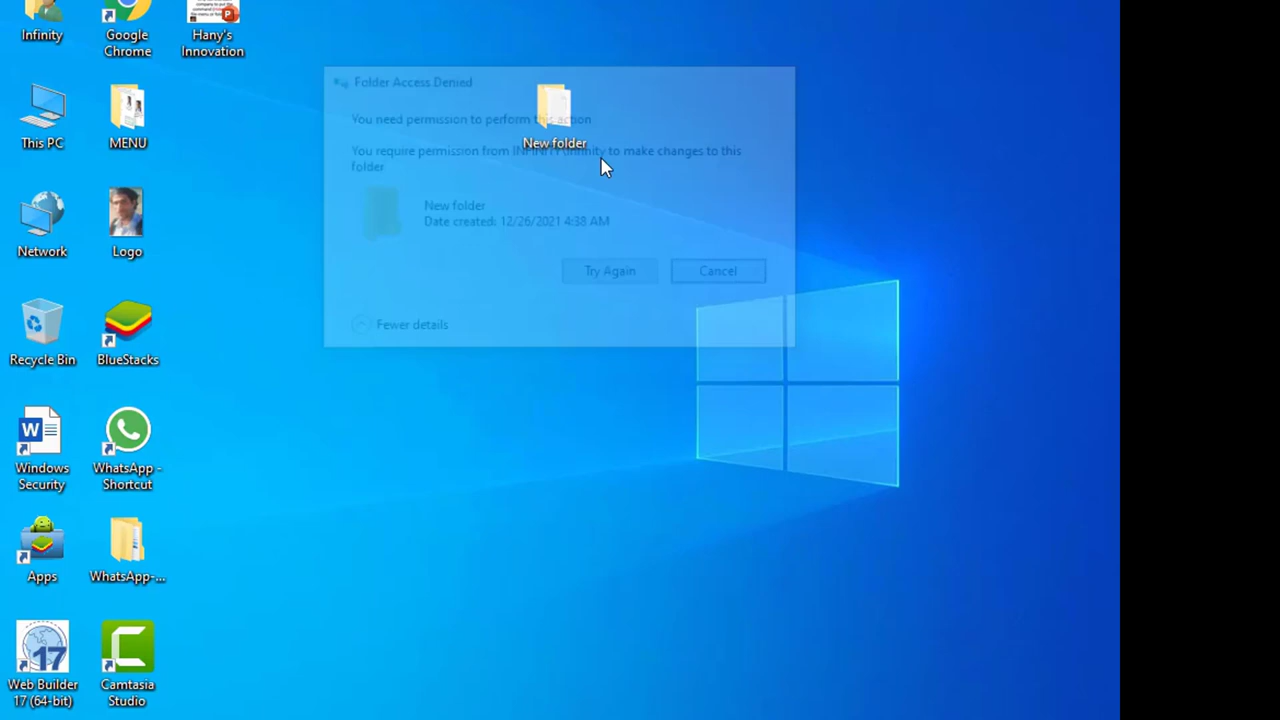 Infinity
Google
Chrome
Hany's
Innovation
Folder Access Denied
You need permission to perform this action
You require permission from INFINITY\Infinity to make changes to this
folder
New folder
This PC
MENU
New folder
Date created: 12/26/2021 4:38 AM
Try Again
Cancel
Fewer details
Network
Logo
Recycle Bin
BlueStacks
W
Windows
Security
WhatsApp -
Shortcut
Apps
WhatsApp-...
17
Web Builder
17 (64-bit)
C
Camtasia
Studio